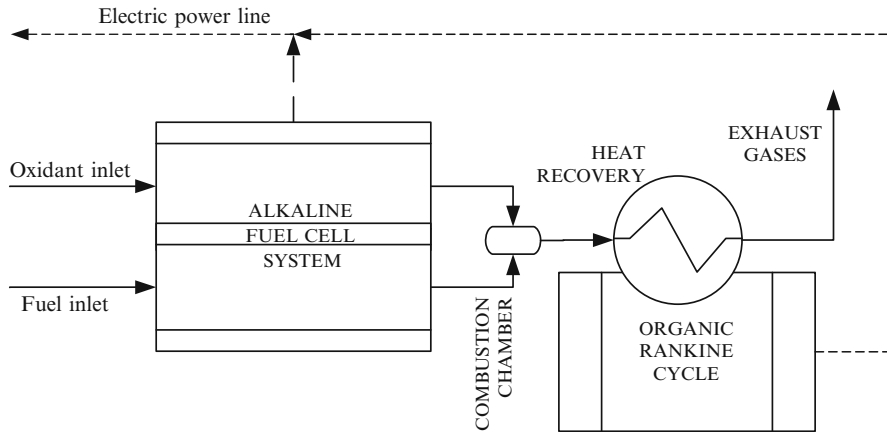 Electric power line
EXHAUST
GASES
HEAT
RECOVERY
Oxidant inlet
ALKALINE
FUEL CELL
SYSTEM
Fuel inlet
COMBUSTION
CHAMBER
ORGANIC
RANKINE
CYCLE